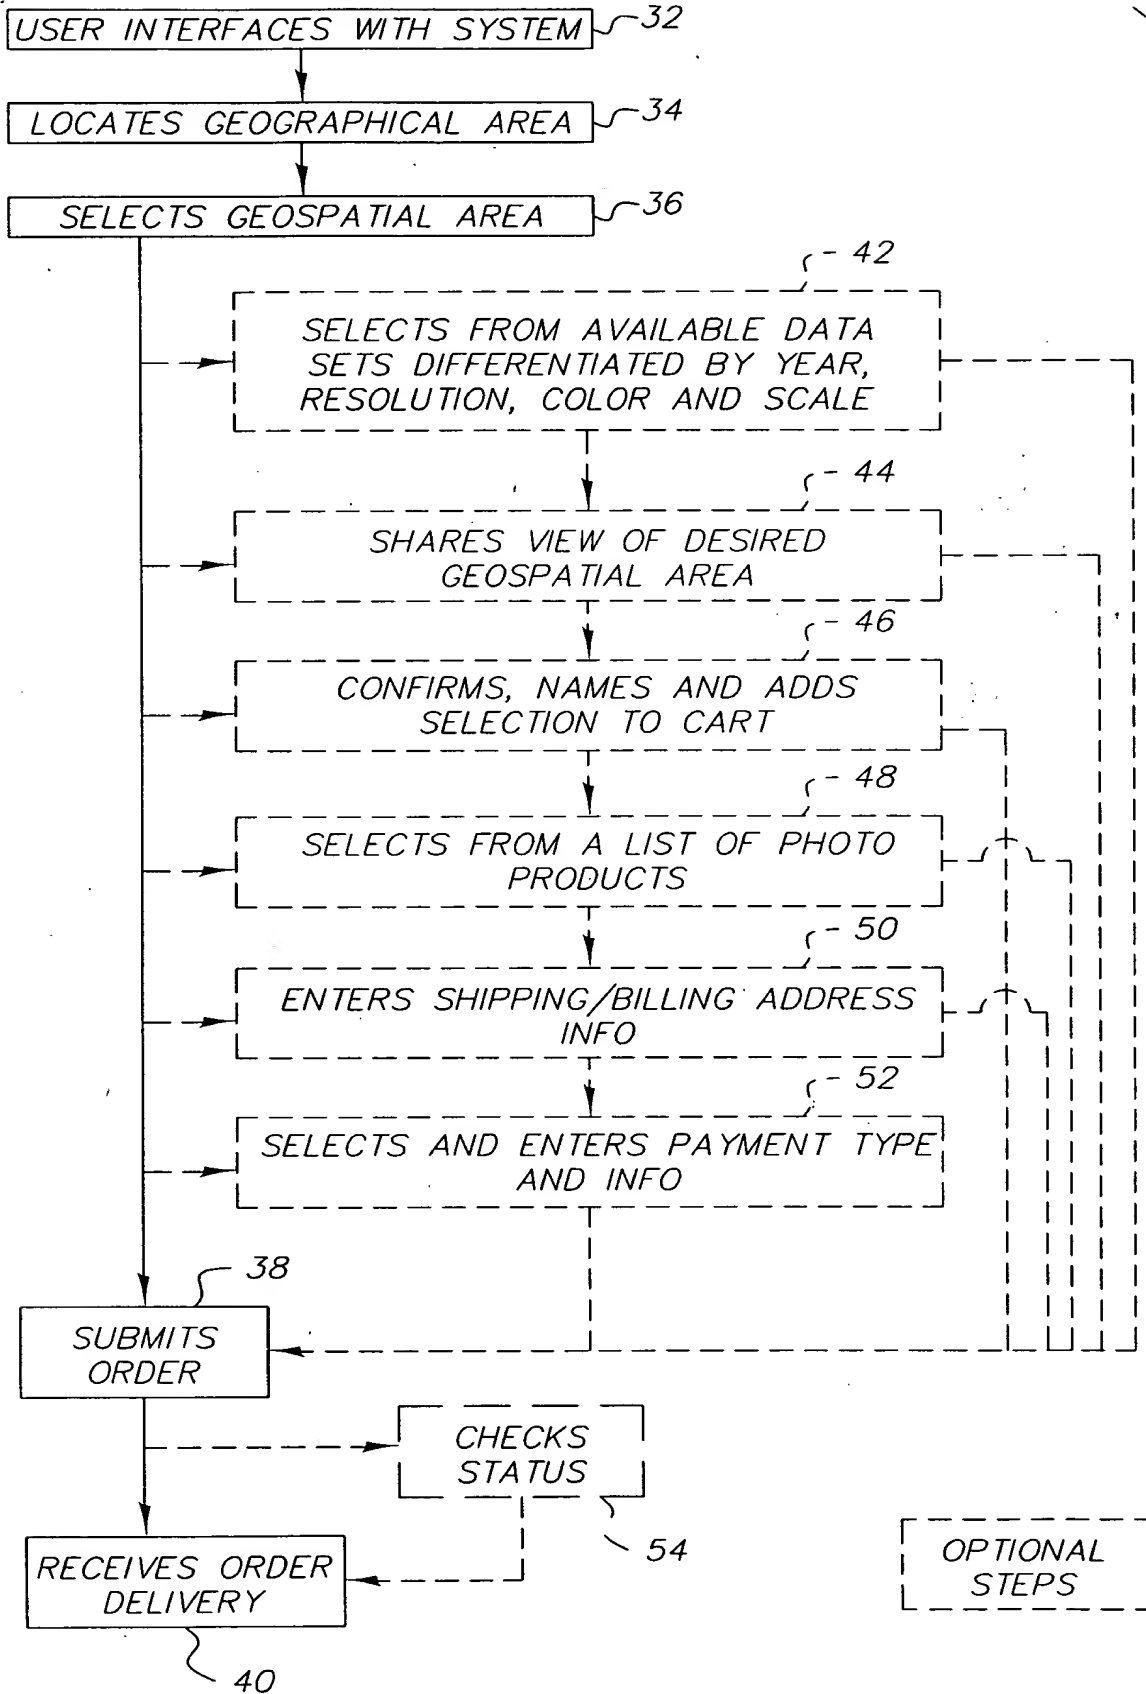 USER INTERFACES WITH SYSTEM
32
LOCATES GEOGRAPHICAL AREA
34
SELECTS GEOSPATIAL AREA
36
42
SELECTS FROM AVAILABLE DATA
SETS DIFFERENTIATED BY YEAR,
RESOLUTION, COLOR AND SCALE
44
SHARES VIEW OF DESIRED
GEOSPATIAL AREA
46
CONFIRMS, NAMES AND ADDS
SELECTION TO CART
48
SELECTS FROM A LIST OF PHOTO
PRODUCTS
50
ENTERS SHIPPING/BILLING ADDRESS
INFO
52
SELECTS AND ENTERS PAYMENT TYPE
AND INFO
38
SUBMITS
ORDER
CHECKS
STATUS
54
RECEIVES ORDER
DELIVERY
40
OPTIONAL
STEPS